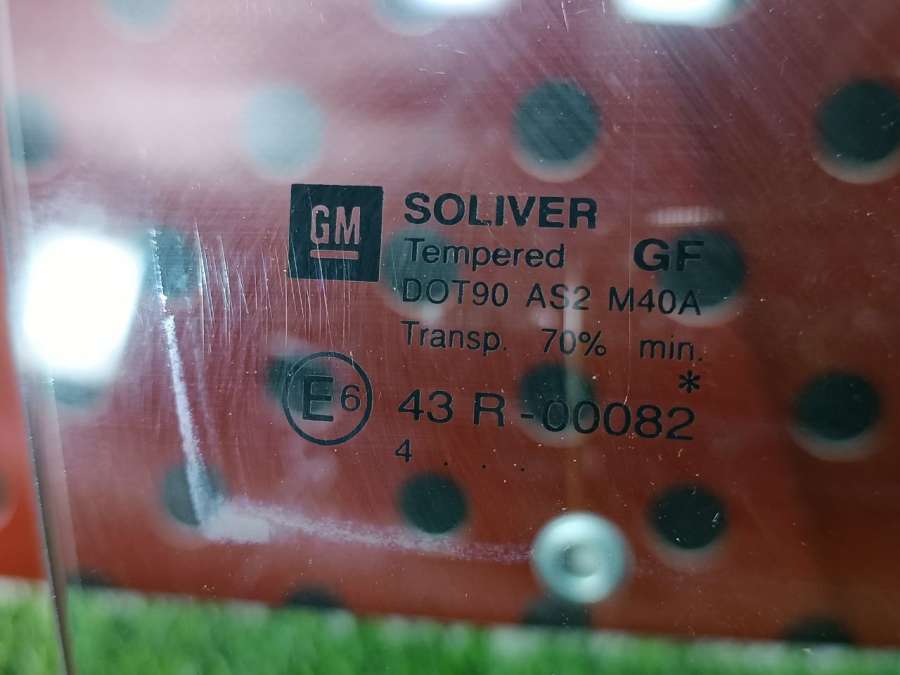 GM
SOLIVER
Tempered GF
DOT90 AS2 M40A
Transp. 70% min.
*
E6 43 R-00082
4 . . .